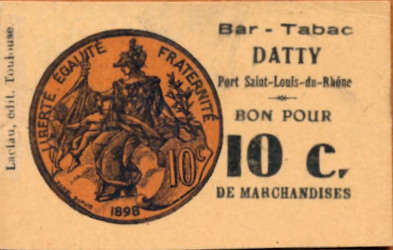 Laclau, édit. Toulouse
LIBERTÉ ÉGALITÉ FRATERNITÉ
10 c.
1898
Bar - Tabac
DATTY
Port Saint-Louis-du-Rhône
BON POUR
10 c.
DE MARCHANDISES